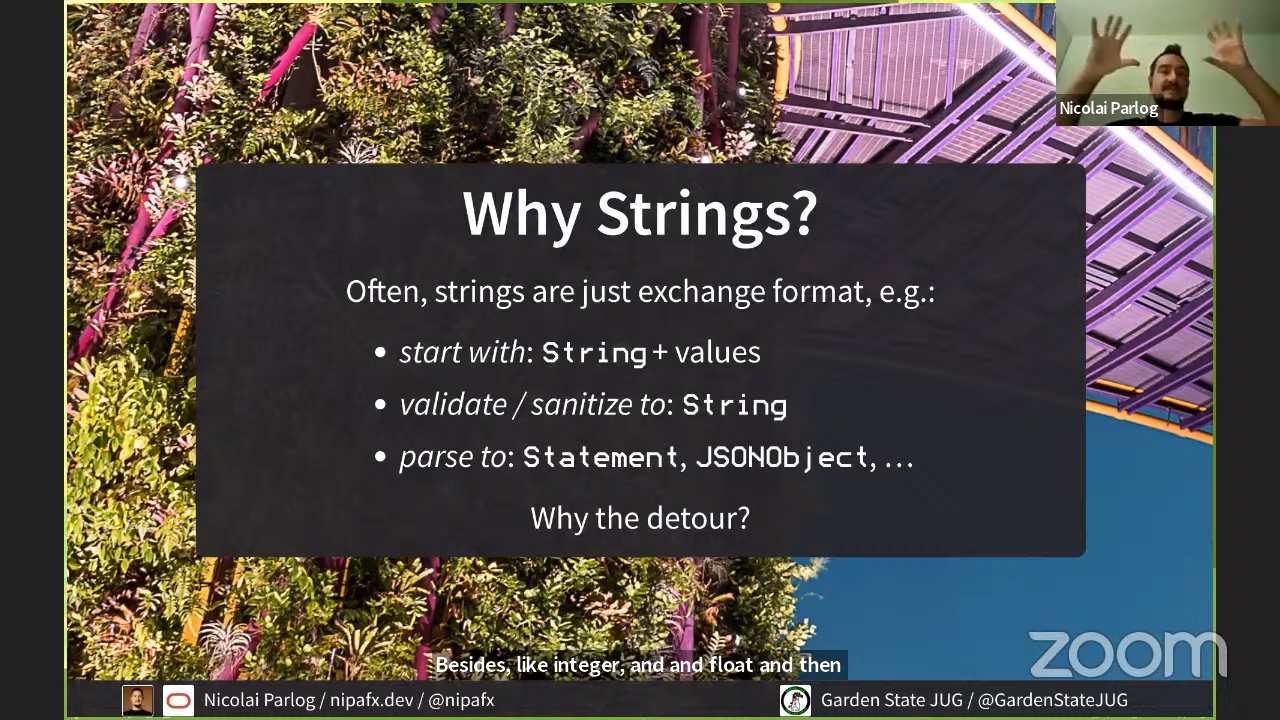 Nicolai Parlog
Why Strings?
Often, strings are just exchange format, e.g.:
• start with: String + values
• validate / sanitize to: String
• parse to: Statement, JSONObject, …
Why the detour?
zoom
Besides, like integer, and and float and then
Nicolai Parlog / nipafx.dev / @nipafx
Garden State JUG / @GardenStateJUG